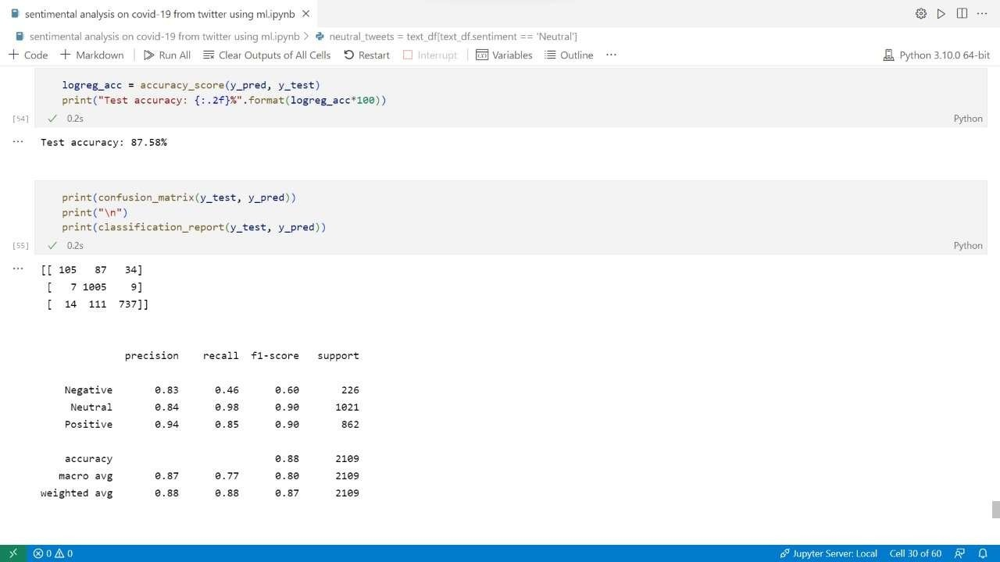 sentimental analysis on covid-19 from twitter using ml.ipynb
sentimental analysis on covid-19 from twitter using ml.ipynb > neutral_tweets = text_df[text_df.sentiment == 'Neutral']
+ Code + Markdown Run All Clear Outputs of All Cells Restart Interrupt Variables Outline ... Python 3.10.0 64-bit
logreg_acc = accuracy_score(y_pred, y_test)
print("Test accuracy: {:.2f}%".format(logreg_acc*100))
[54] 0.2s Python
... Test accuracy: 87.58%
print(confusion_matrix(y_test, y_pred))
print("\n")
print(classification_report(y_test, y_pred))
[55] 0.2s Python
... [[ 105 87 34]
[ 7 1005 9]
[ 14 111 737]]
precision recall f1-score support
Negative 0.83 0.46 0.60 226
Neutral 0.84 0.98 0.90 1021
Positive 0.94 0.85 0.90 862
accuracy 0.88 2109
macro avg 0.87 0.77 0.80 2109
weighted avg 0.88 0.88 0.87 2109
0 0 Jupyter Server: Local Cell 30 of 60